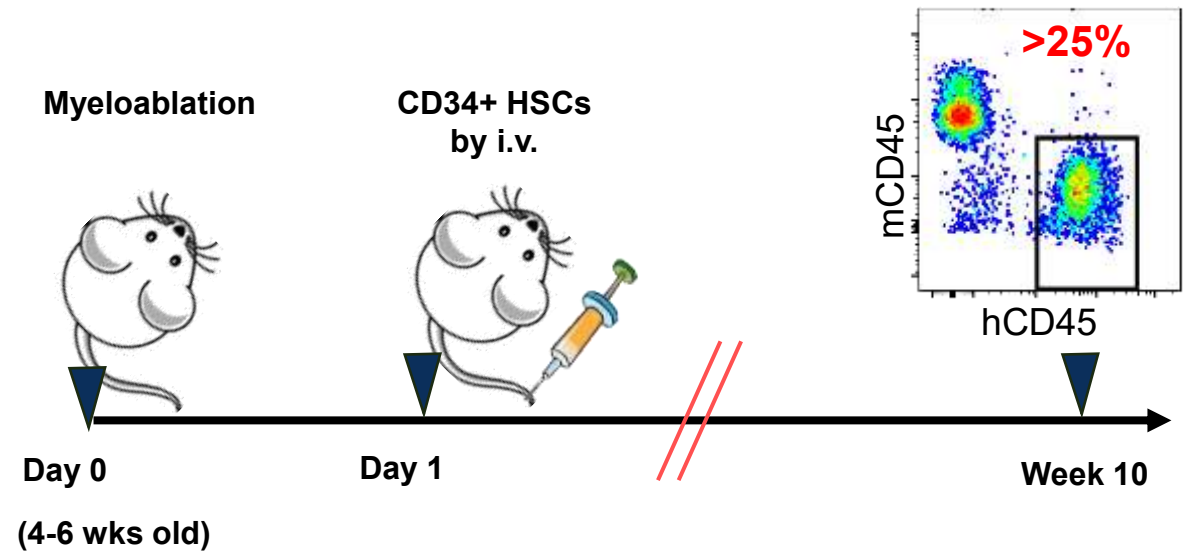 Myeloablation
CD34+ HSCs
by i.v.
>25%
mCD45
hCD45
Day 0
(4-6 wks old)
Day 1
Week 10